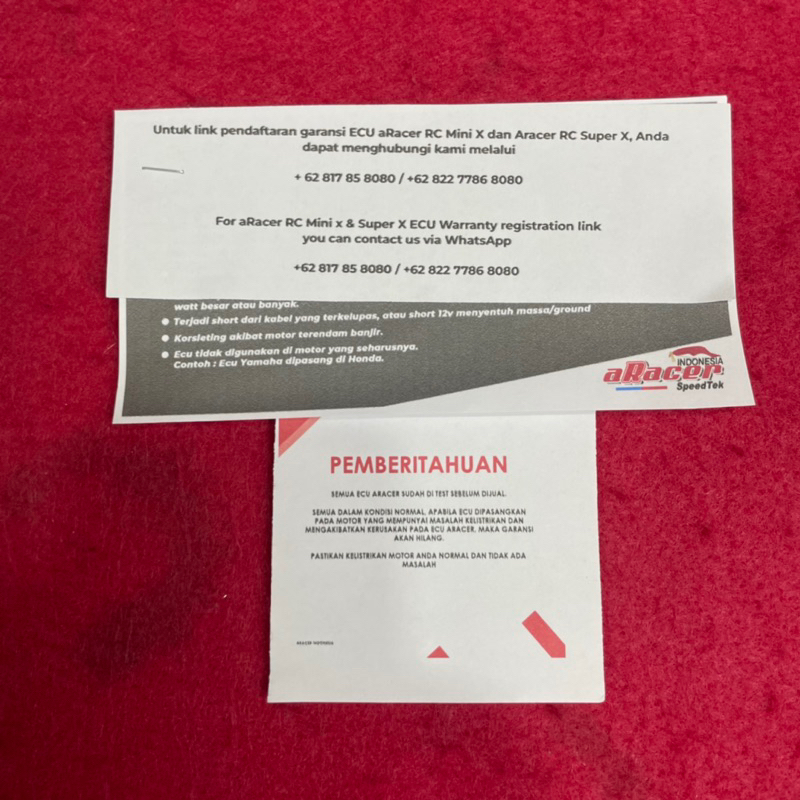 Untuk link pendaftaran garansi ECU aRacer RC Mini X dan Aracer RC Super X, Anda
dapat menghubungi kami melalui
+ 62 817 85 8080 / +62 822 7786 8080
For aRacer RC Mini x & Super X ECU Warranty registration link
you can contact us via WhatsApp
+62 817 85 8080 / +62 822 7786 8080
watt besar atau banyak.
Terjadi short dari kabel yang terkelupas, atau short 12v menyentuh massa/ground
Korsleting akibat motor terendam banjir.
Ecu tidak digunakan di motor yang seharusnya.
Contoh : Ecu Yamaha dipasang di Honda.
INDONESIA
aRacer
SpeedTek
PEMBERITAHUAN
SEMUA ECU ARACER SUDAH DI TEST SEBELUM DIJUAL.
SEMUA DALAM KONDISI NORMAL, APABILA ECU DIPASANGKAN
PADA MOTOR YANG MEMPUNYAI MASALAH KELISTRIKAN DAN
MENGAKIBATKAN KERUSAKAN PADA ECU ARACER, MAKA GARANSI
AKAN HILANG.
PASTIKAN KELISTRIKAN MOTOR ANDA NORMAL DAN TIDAK ADA
MASALAH